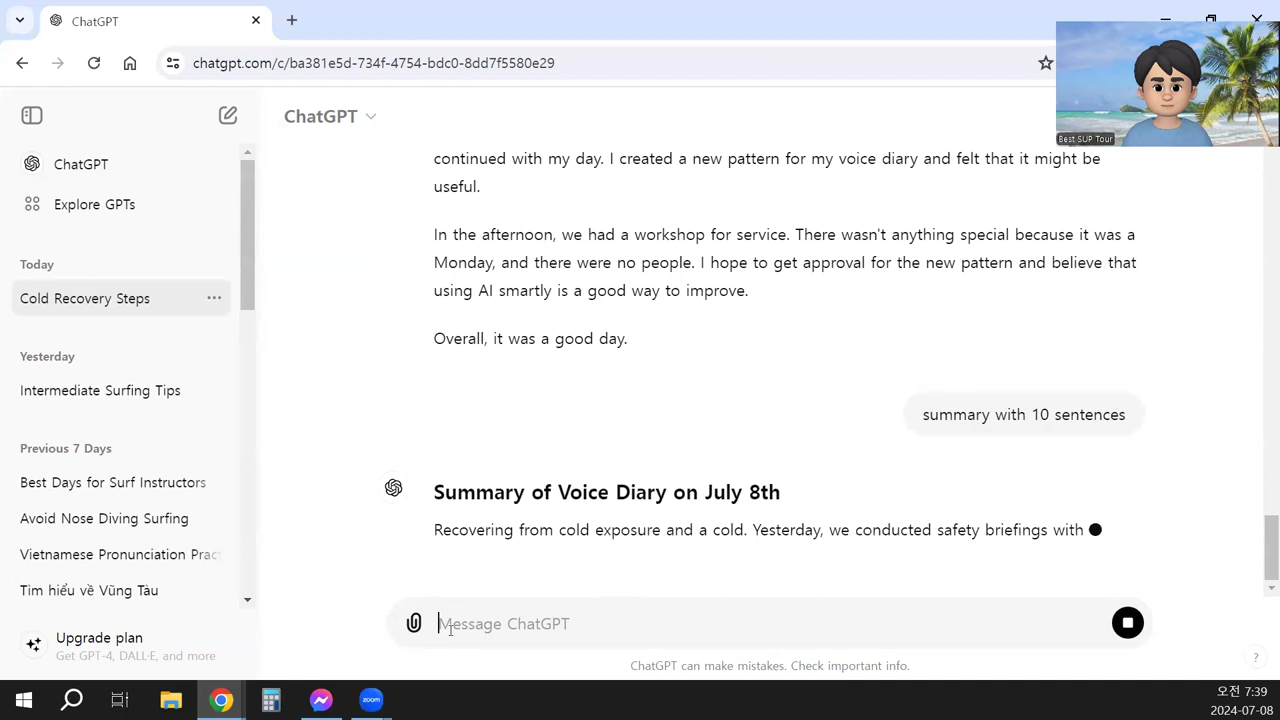 ChatGPT
chatgpt.com/c/ba381e5d-734f-4754-bdc0-8dd7f5580e29
Best SUP Tour
ChatGPT
Explore GPTs
Today
Cold Recovery Steps
Yesterday
Intermediate Surfing Tips
Previous 7 Days
Best Days for Surf Instructors
Avoid Nose Diving Surfing
Vietnamese Pronunciation Prac
Tìm hiểu về Vũng Tàu
Upgrade plan
Get GPT-4, DALL·E, and more
ChatGPT
continued with my day. I created a new pattern for my voice diary and felt that it might be
useful.
In the afternoon, we had a workshop for service. There wasn't anything special because it was a
Monday, and there were no people. I hope to get approval for the new pattern and believe that
using AI smartly is a good way to improve.
Overall, it was a good day.
summary with 10 sentences
Summary of Voice Diary on July 8th
Recovering from cold exposure and a cold. Yesterday, we conducted safety briefings with
Message ChatGPT
ChatGPT can make mistakes. Check important info.
?
zoom
오전 7:39
2024-07-08